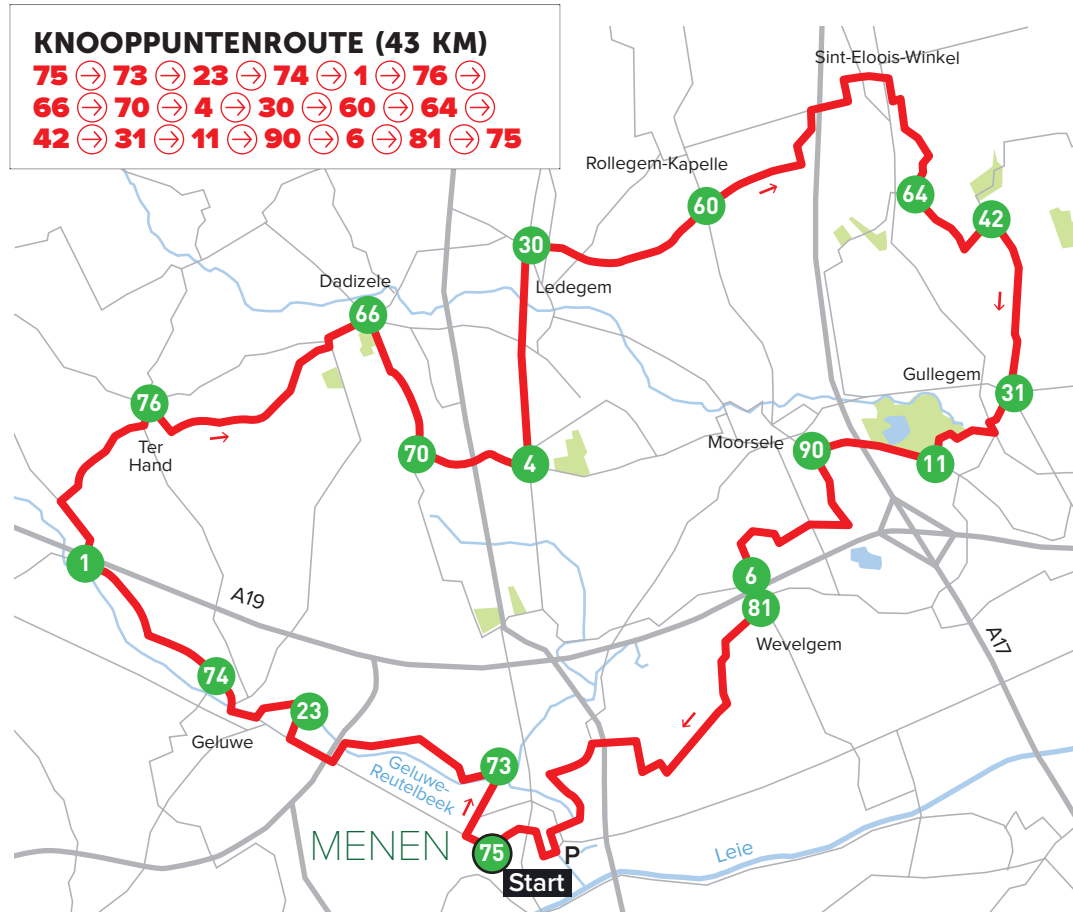 KNOOPPUNTENROUTE (43 KM)
75 → 73 → 23 → 74 → 1 → 76 →
66 → 70 → 4 → 30 → 60 → 64 →
42 → 31 → 11 → 90 → 6 → 81 → 75
Sint-Eloois-Winkel
Rollegem-Kapelle
60
64
42
30
Ledegem
Dadizele
66
Gullegem
31
76
Ter
Hand
70
4
Moorsele
90
11
1
A19
6
81
Wevelgem
A17
74
23
Geluwe
73
Geluwe-
Reutelbeek
MENEN
75
P
Start
Leie